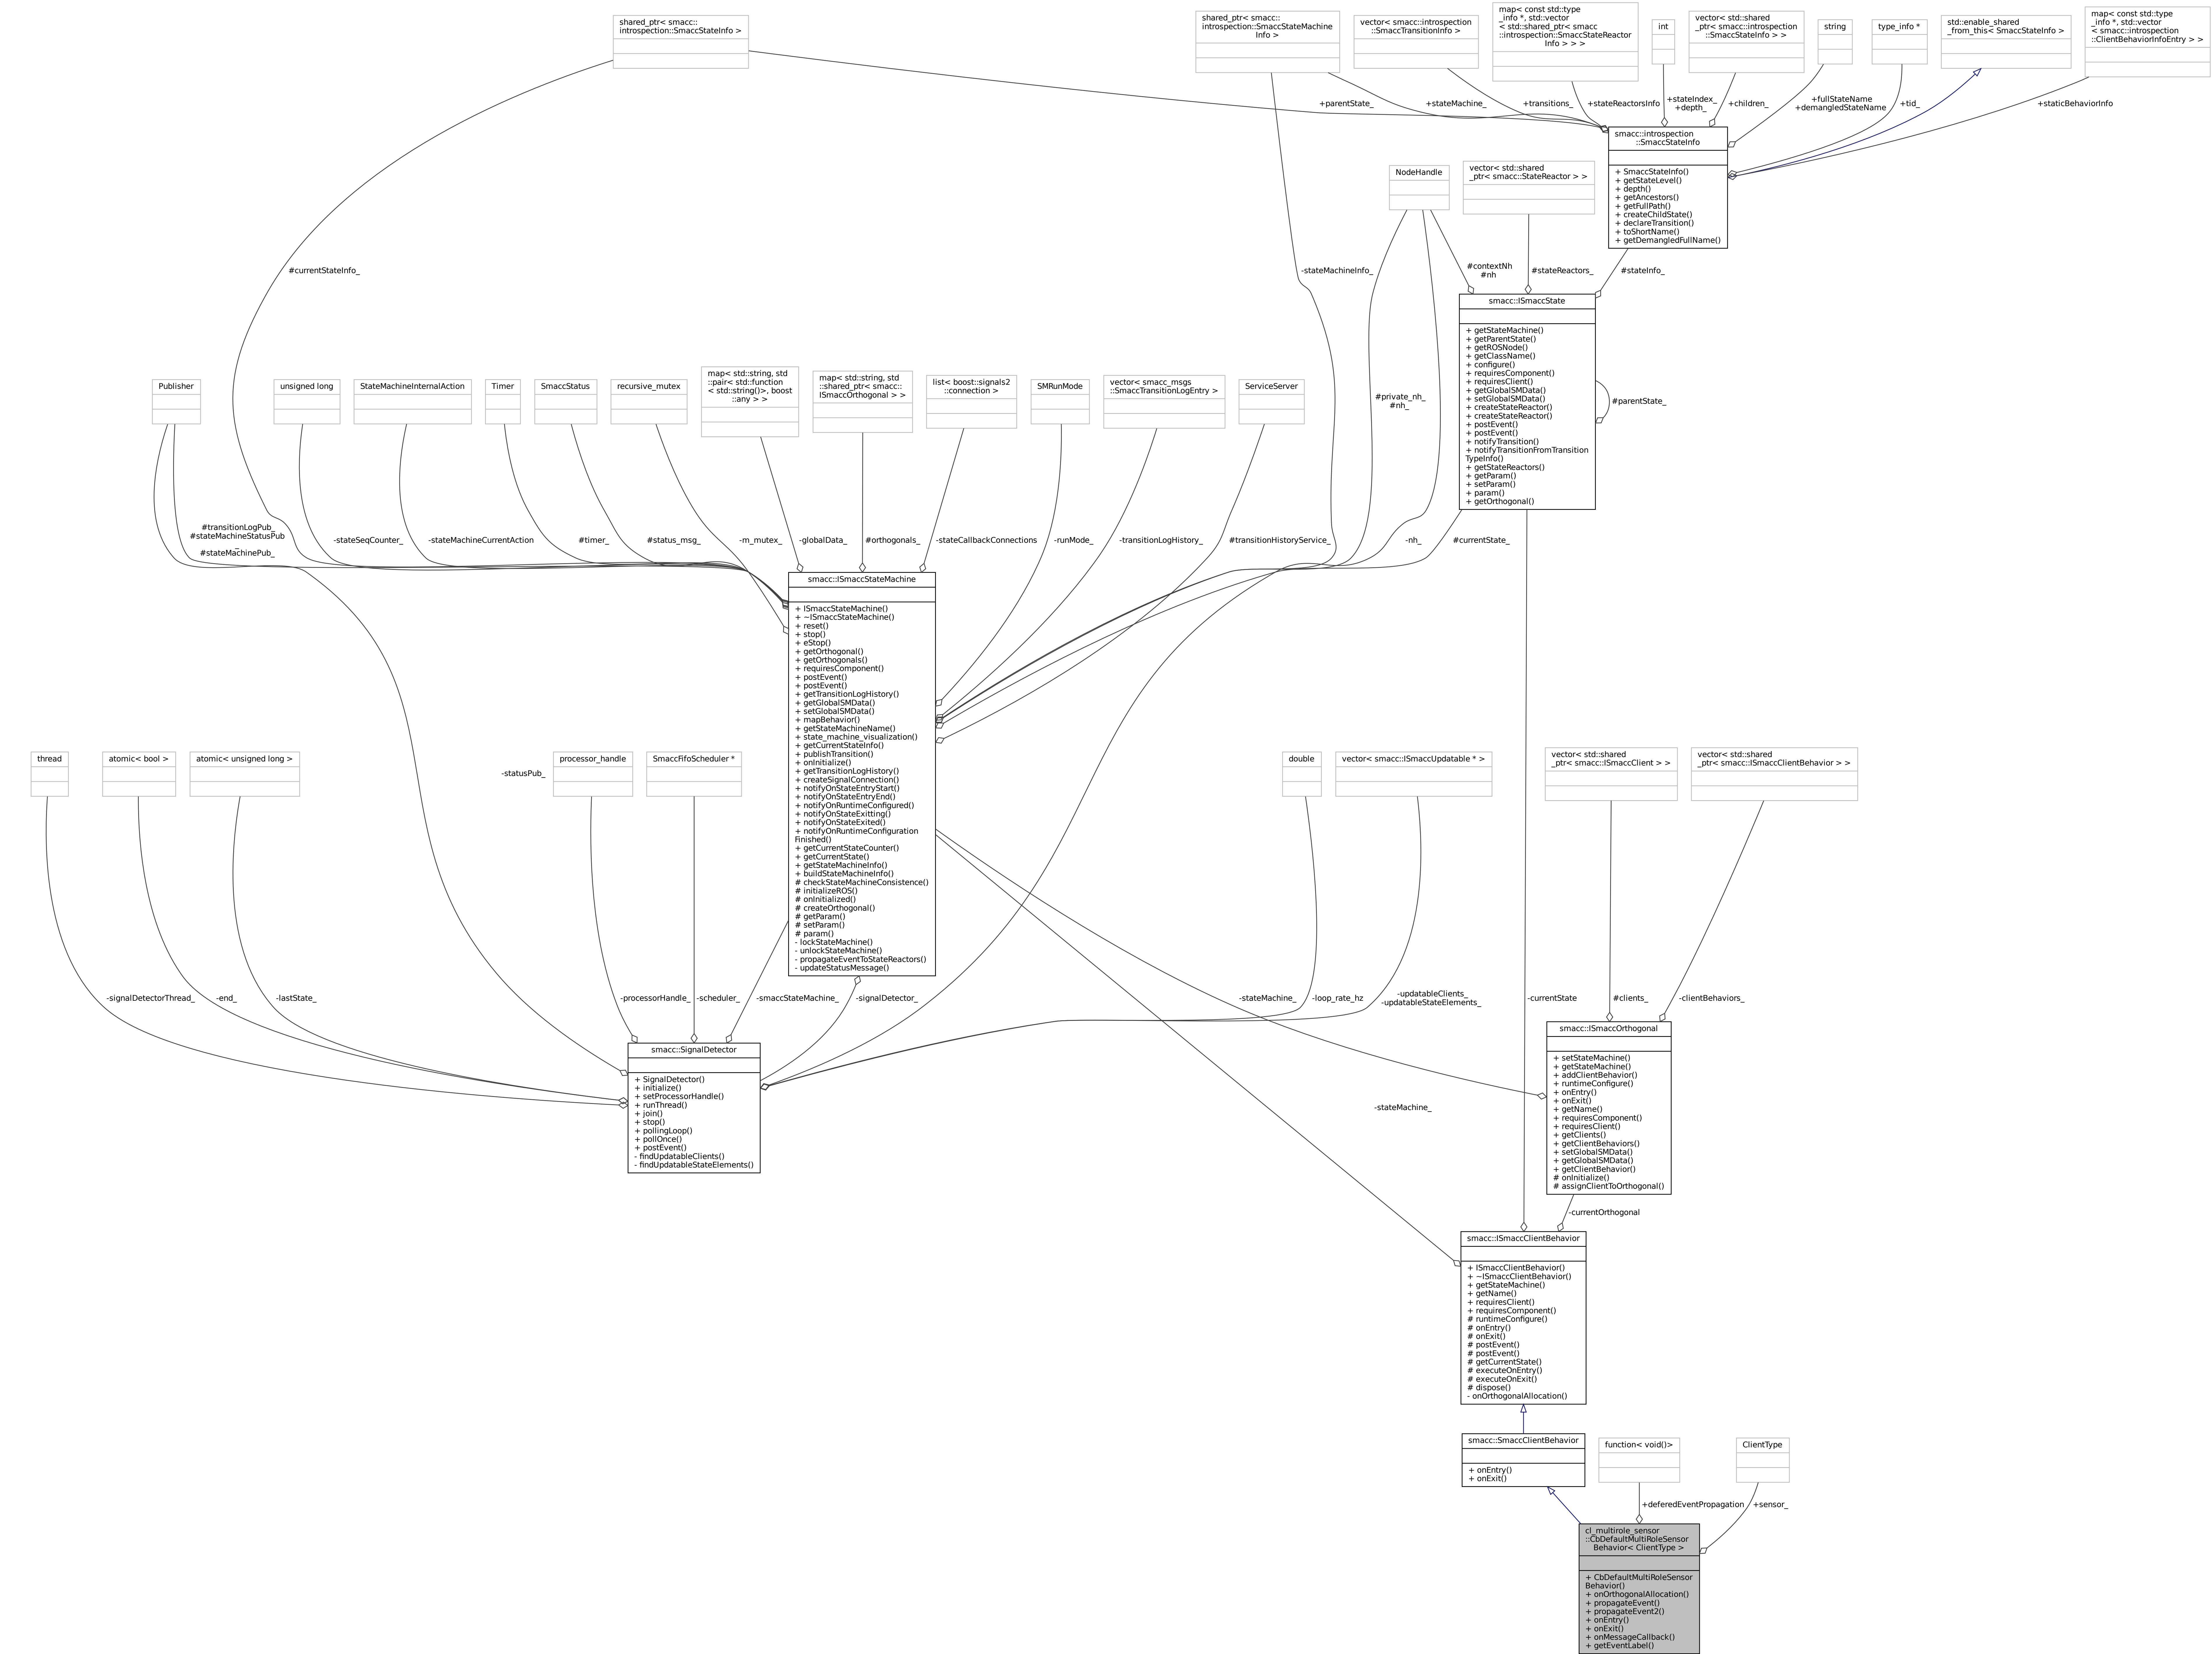 shared_ptr< smacc::
introspection::SmaccStateInfo >
shared_ptr< smacc::
introspection::SmaccStateMachine
Info >
vector< smacc::introspection
::SmaccTransitionInfo >
map< const std::type
_info *, std::vector
< std::shared_ptr< smacc
::introspection::SmaccStateReactor
Info > > >
int
vector< std::shared
_ptr< smacc::introspection
::SmaccStateInfo > >
string
type_info *
std::enable_shared
_from_this< SmaccStateInfo >
map< const std::type
_info *, std::vector
< smacc::introspection
::ClientBehaviorInfoEntry > >
+parentState_
+stateMachine_
+transitions_
+stateReactorsInfo
+stateIndex_
+depth_
+children_
+fullStateName
+demangledStateName
+tid_
+staticBehaviorInfo
smacc::introspection
::SmaccStateInfo
+ SmaccStateInfo()
+ getStateLevel()
+ depth()
+ getAncestors()
+ getFullPath()
+ createChildState()
+ declareTransition()
+ toShortName()
+ getDemangledFullName()
NodeHandle
vector< std::shared
_ptr< smacc::StateReactor > >
#currentStateInfo_
-stateMachineInfo_
#contextNh
#nh
#stateReactors_
#stateInfo_
smacc::ISmaccState
+ getStateMachine()
+ getParentState()
+ getROSNode()
+ getClassName()
+ configure()
+ requiresComponent()
+ requiresClient()
+ getGlobalSMData()
+ setGlobalSMData()
+ createStateReactor()
+ createStateReactor()
+ postEvent()
+ postEvent()
+ notifyTransition()
+ notifyTransitionFromTransition
TypeInfo()
+ getStateReactors()
+ getParam()
+ setParam()
+ param()
+ getOrthogonal()
#parentState_
#private_nh_
#nh_
Publisher
unsigned long
StateMachineInternalAction
Timer
SmaccStatus
recursive_mutex
map< std::string, std
::pair< std::function
< std::string()>, boost
::any > >
map< std::string, std
::shared_ptr< smacc::
ISmaccOrthogonal > >
list< boost::signals2
::connection >
SMRunMode
vector< smacc_msgs
::SmaccTransitionLogEntry >
ServiceServer
#transitionLogPub_
#stateMachineStatusPub
_
#stateMachinePub_
-stateSeqCounter_
-stateMachineCurrentAction
#timer_
#status_msg_
-m_mutex_
-globalData_
#orthogonals_
-stateCallbackConnections
-runMode_
-transitionLogHistory_
#transitionHistoryService_
-nh_
#currentState_
smacc::ISmaccStateMachine
+ ISmaccStateMachine()
+ ~ISmaccStateMachine()
+ reset()
+ stop()
+ eStop()
+ getOrthogonal()
+ getOrthogonals()
+ requiresComponent()
+ postEvent()
+ postEvent()
+ getTransitionLogHistory()
+ getGlobalSMData()
+ setGlobalSMData()
+ mapBehavior()
+ getStateMachineName()
+ state_machine_visualization()
+ getCurrentStateInfo()
+ publishTransition()
+ onInitialize()
+ getTransitionLogHistory()
+ createSignalConnection()
+ notifyOnStateEntryStart()
+ notifyOnStateEntryEnd()
+ notifyOnRuntimeConfigured()
+ notifyOnStateExitting()
+ notifyOnStateExited()
+ notifyOnRuntimeConfiguration
Finished()
+ getCurrentStateCounter()
+ getCurrentState()
+ getStateMachineInfo()
+ buildStateMachineInfo()
# checkStateMachineConsistence()
# initializeROS()
# onInitialized()
# createOrthogonal()
# getParam()
# setParam()
# param()
- lockStateMachine()
- unlockStateMachine()
- propagateEventToStateReactors()
- updateStatusMessage()
thread
atomic< bool >
atomic< unsigned long >
-statusPub_
processor_handle
SmaccFifoScheduler *
double
vector< smacc::ISmaccUpdatable * >
vector< std::shared
_ptr< smacc::ISmaccClient > >
vector< std::shared
_ptr< smacc::ISmaccClientBehavior > >
-signalDetectorThread_
-end_
-lastState_
-processorHandle_
-scheduler_
-smaccStateMachine_
-signalDetector_
-stateMachine_
-loop_rate_hz
-updatableClients_
-updatableStateElements_
-currentState
#clients_
-clientBehaviors_
smacc::SignalDetector
+ SignalDetector()
+ initialize()
+ setProcessorHandle()
+ runThread()
+ join()
+ stop()
+ pollingLoop()
+ pollOnce()
+ postEvent()
- findUpdatableClients()
- findUpdatableStateElements()
smacc::ISmaccOrthogonal
+ setStateMachine()
+ getStateMachine()
+ addClientBehavior()
+ runtimeConfigure()
+ onEntry()
+ onExit()
+ getName()
+ requiresComponent()
+ requiresClient()
+ getClients()
+ getClientBehaviors()
+ setGlobalSMData()
+ getGlobalSMData()
+ getClientBehavior()
# onInitialize()
# assignClientToOrthogonal()
-stateMachine_
-currentOrthogonal
smacc::ISmaccClientBehavior
+ ISmaccClientBehavior()
+ ~ISmaccClientBehavior()
+ getStateMachine()
+ getName()
+ requiresClient()
+ requiresComponent()
# runtimeConfigure()
# onEntry()
# onExit()
# postEvent()
# postEvent()
# getCurrentState()
# executeOnEntry()
# executeOnExit()
# dispose()
- onOrthogonalAllocation()
smacc::SmaccClientBehavior
+ onEntry()
+ onExit()
function< void()>
ClientType
+deferedEventPropagation
+sensor_
cl_multirole_sensor
::CbDefaultMultiRoleSensor
Behavior< ClientType >
+ CbDefaultMultiRoleSensor
Behavior()
+ onOrthogonalAllocation()
+ propagateEvent()
+ propagateEvent2()
+ onEntry()
+ onExit()
+ onMessageCallback()
+ getEventLabel()